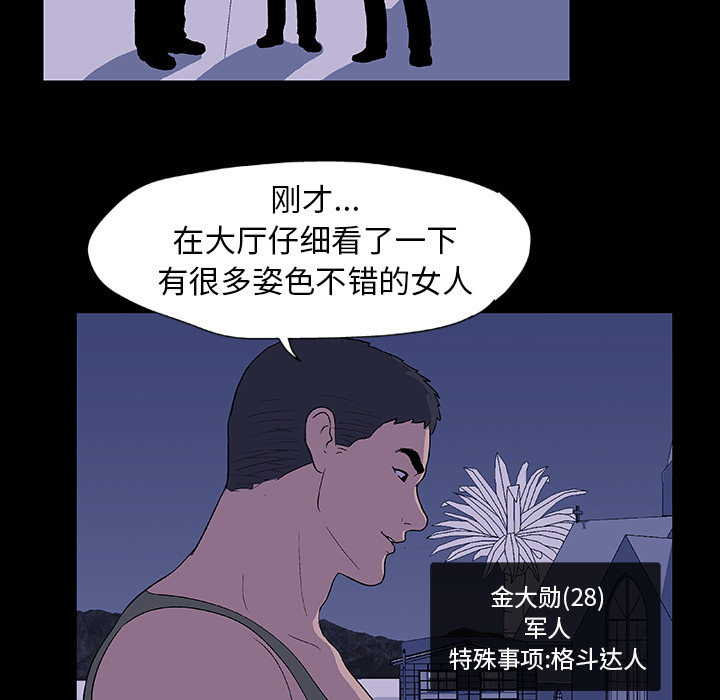 刚才...
在大厅仔细看了一下
有很多姿色不错的女人
金大勋(28)
军人
特殊事项:格斗达人